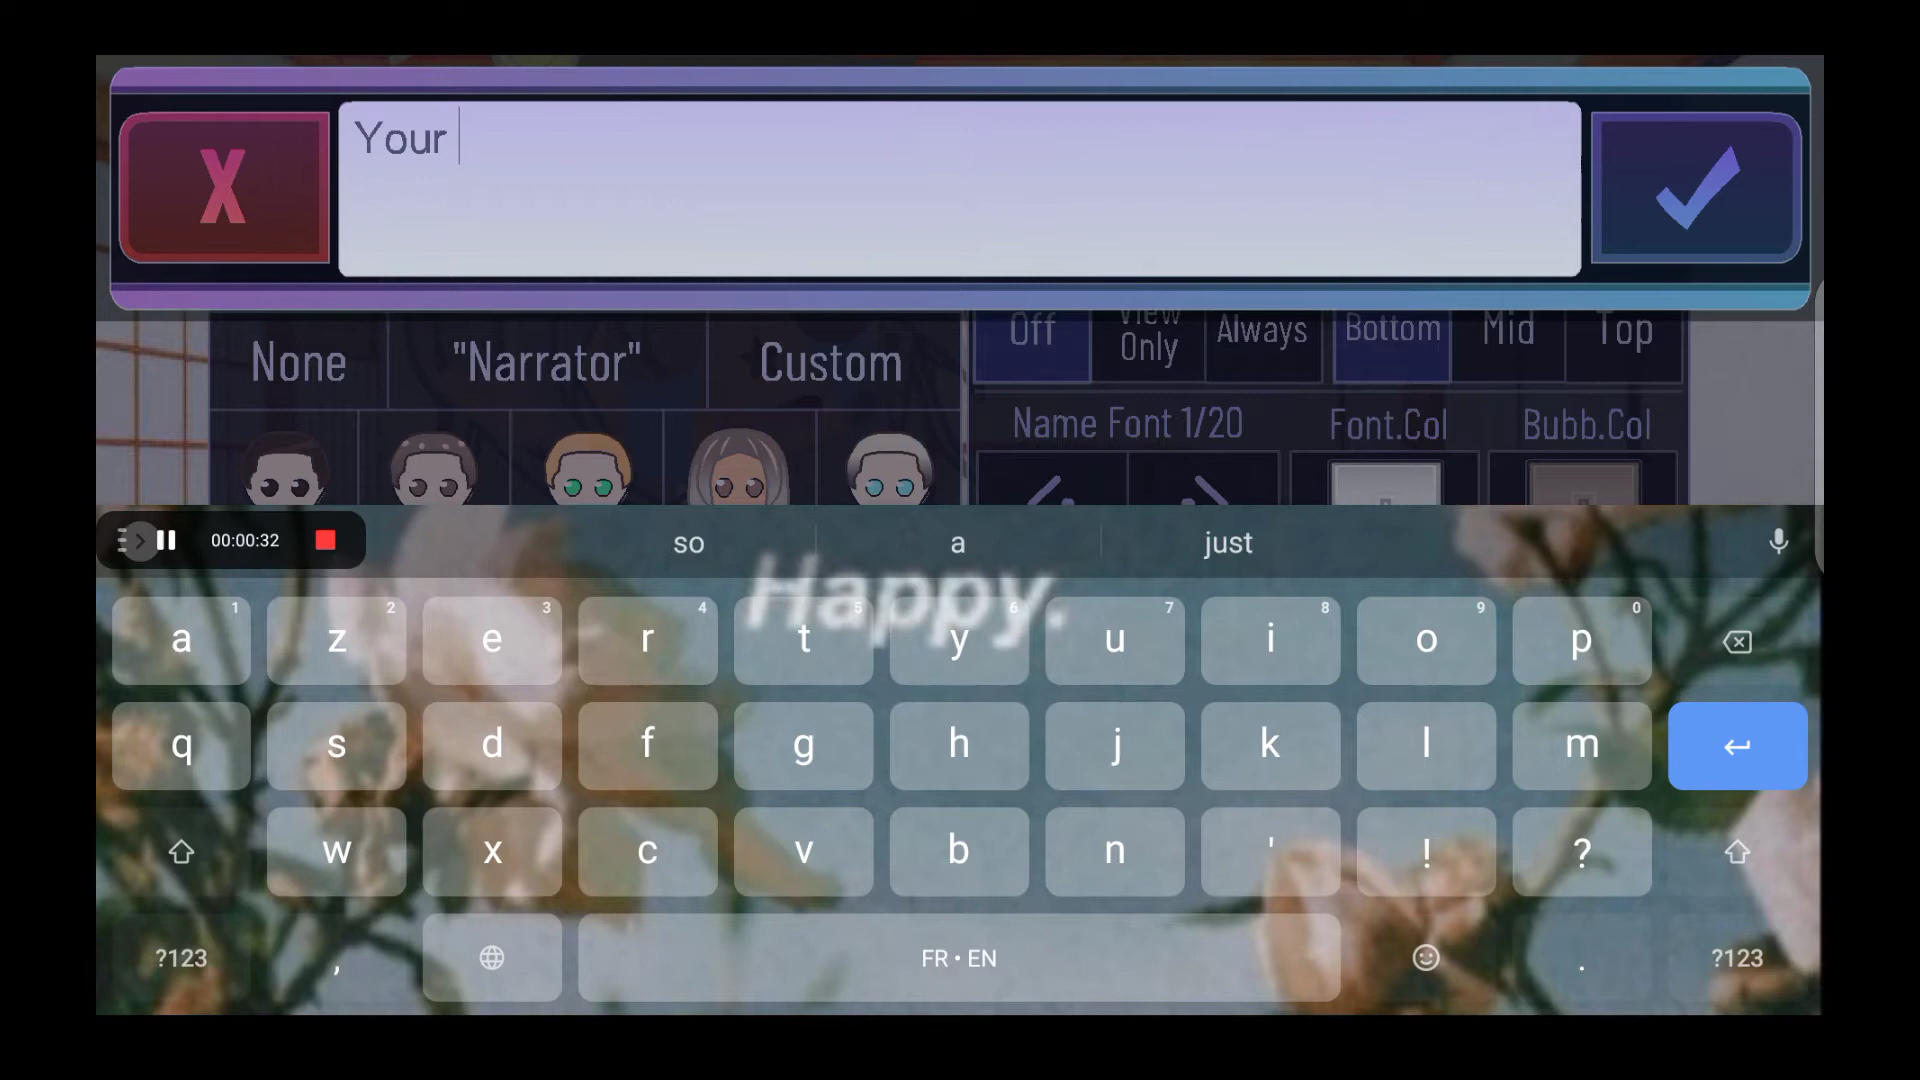 X
Your
Off View Only Always Bottom Mid Top
None "Narrator" Custom
Name Font 1/20 Font.Col Bubb.Col
00:00:32
so a just
Happy.
1 2 3 4 5 6 7 8 9 0
a z e r t y u i o p
q s d f g h j k l m
w x c v b n ' ! ?
?123 , FR • EN . ?123